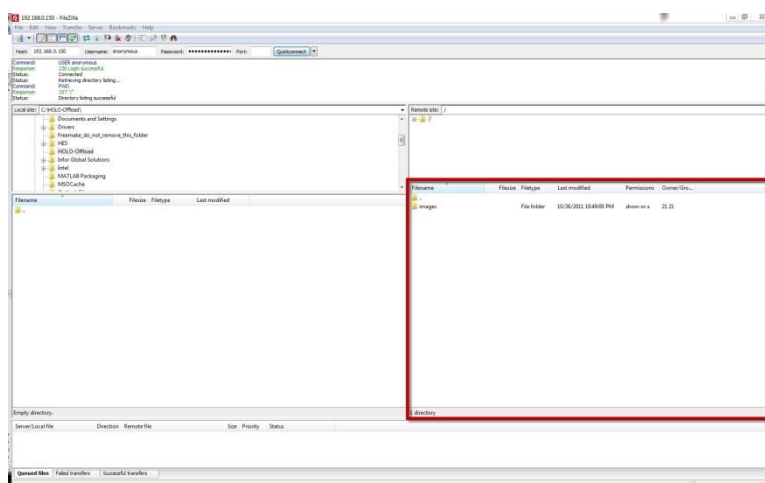 192.168.0.150 - FileZilla
File Edit View Transfer Server Bookmarks Help
Host: 192.168.0.150 Username: anonymous Password: •••••••••••••• Port: Quickconnect
Command: USER anonymous
Response: 230 Login successful.
Status: Connected
Status: Retrieving directory listing...
Command: PWD
Response: 257 "/"
Status: Directory listing successful
Local site: C:\HOLO-Offload\
Remote site: /
Documents and Settings
/
Drivers
Freemake_do_not_remove_this_folder
HES
HOLO-Offload
Infor Global Solutions
Intel
MATLAB Packaging
MSOCache
Filename Filesize Filetype Last modified
..
Filename Filesize Filetype Last modified Permissions Owner/Gro...
..
images File folder 10/26/2011 10:49:00 PM drwxr-xr-x 21 21
Empty directory.
1 directory
Server/Local file Direction Remote file Size Priority Status
Queued files Failed transfers Successful transfers